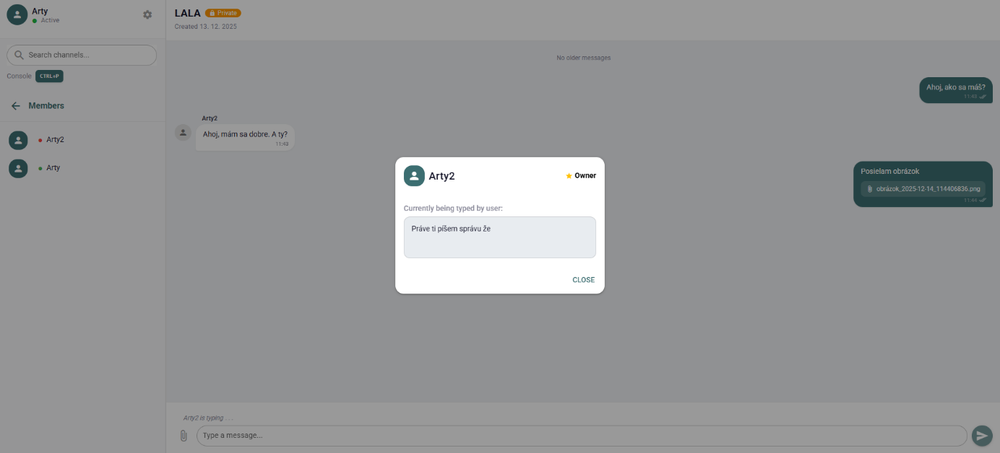 Arty
Active
Search channels...
Console CTRL+P
Members
Arty2
Arty
LALA Private
Created 13. 12. 2025
No older messages
Ahoj, ako sa máš?
11:43
Arty2
Ahoj, mám sa dobre. A ty?
11:43
Posielam obrázok
obrázok_2025-12-14_114406836.png
11:44
Arty2 Owner
Currently being typed by user:
Práve ti píšem správu že
CLOSE
Arty2 is typing . . .
Type a message...